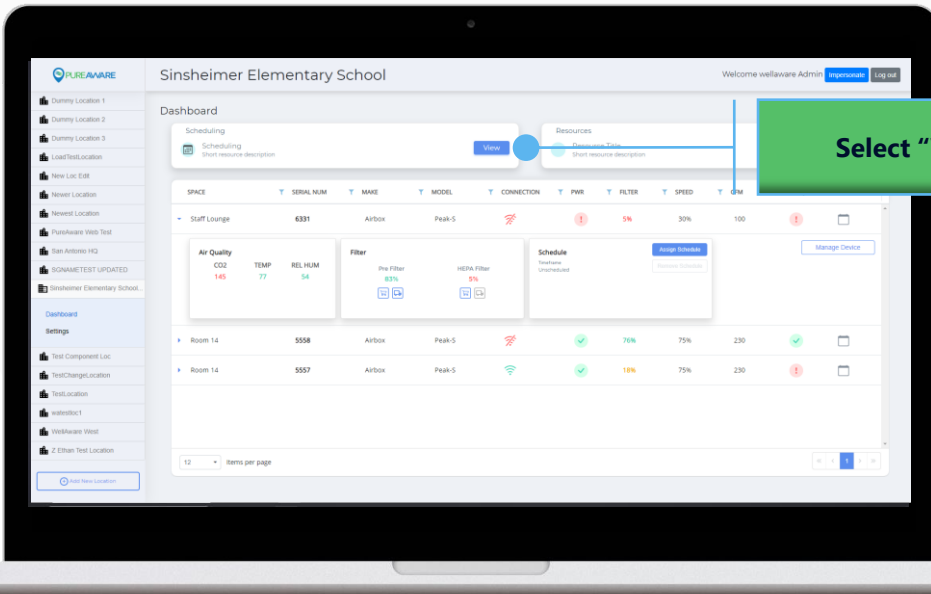 PUREAWARE
Sinsheimer Elementary School
Welcome wellaware Admin
Impersonate
Log out
Dummy Location 1
Dummy Location 2
Dummy Location 3
LoadTestLocation
New Loc Edit
Newer Location
Newest Location
PureAware Web Test
San Antonio HQ
SGNAMETEST UPDATED
Sinsheimer Elementary School...
Dashboard
Settings
Test Component Loc
TestChangeLocation
TestLocation
watestloc1
WellAware West
Z Ethan Test Location
Add New Location
Dashboard
Scheduling
Scheduling
Short resource description
View
Resources
Resource Title
Short resource description
Select "
SPACE SERIAL NUM MAKE MODEL CONNECTION PWR FILTER SPEED CFM
Staff Lounge 6331 Airbox Peak-S 5% 30% 100
Air Quality
CO2 TEMP REL HUM
145 77 54
Filter
Pre Filter HEPA Filter
83% 5%
Schedule
Timeframe
Unscheduled
Assign Schedule
Manage Device
Room 14 5558 Airbox Peak-S 76% 75% 230
Room 14 5557 Airbox Peak-S 18% 75% 230
12 items per page
1